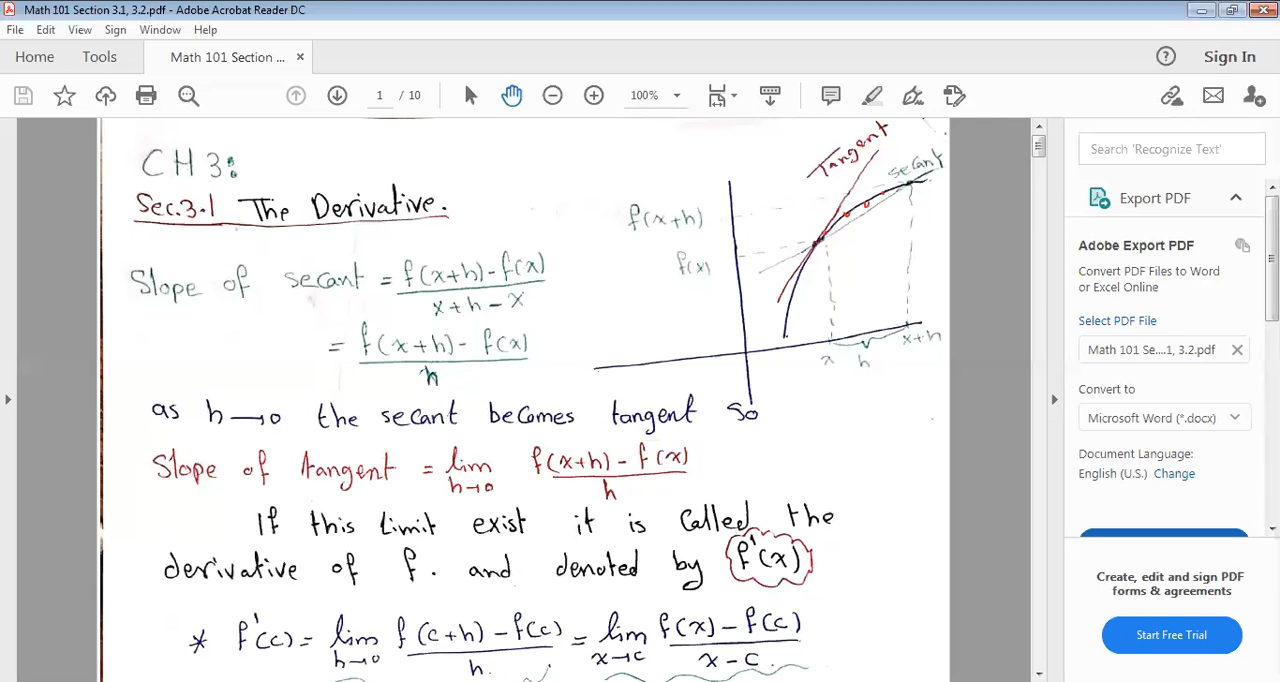 Math 101 Section 3.1, 3.2.pdf - Adobe Acrobat Reader DC
File Edit View Sign Window Help
Home Tools Math 101 Section ... × Sign In
1 / 10 100%
CH 3:
Sec.3.1 The Derivative.
Tangent
secant
f(x+h)
f(x)
x h x+h
Slope of secant = f(x+h) - f(x) / x+h-x
= f(x+h) - f(x) / h
as h→0 the secant becomes tangent So
Slope of tangent = lim h→0 f(x+h) - f(x) / h
If this limit exist it is called the
derivative of f. and denoted by f'(x)
* f'(c) = lim h→0 f(c+h) - f(c) / h = lim x→c f(x) - f(c) / x-c.
Search 'Recognize Text'
Export PDF
Adobe Export PDF
Convert PDF Files to Word
or Excel Online
Select PDF File
Math 101 Se....1, 3.2.pdf ×
Convert to
Microsoft Word (*.docx)
Document Language:
English (U.S.) Change
Create, edit and sign PDF
forms & agreements
Start Free Trial